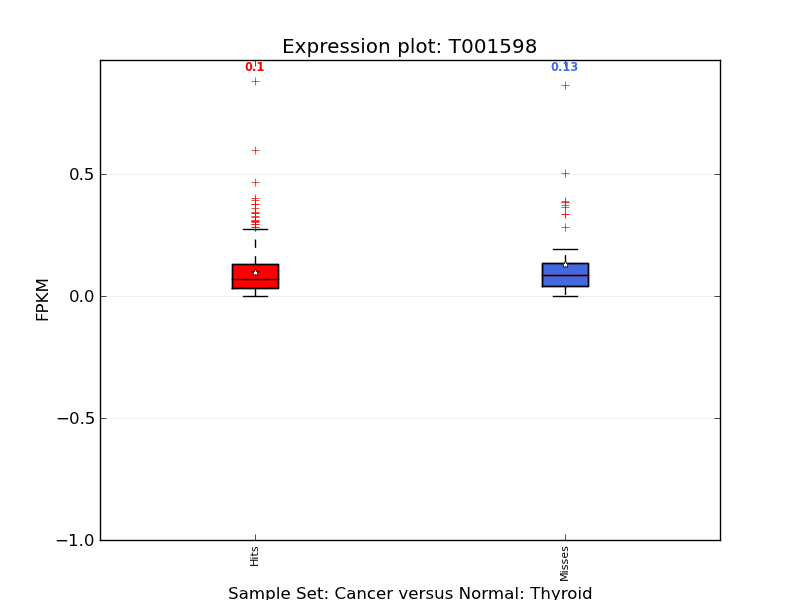 Expression plot: T001598
0.1
0.13
0.5
0.0
−0.5
−1.0
FPKM
Hits
Misses
Sample Set: Cancer versus Normal: Thyroid